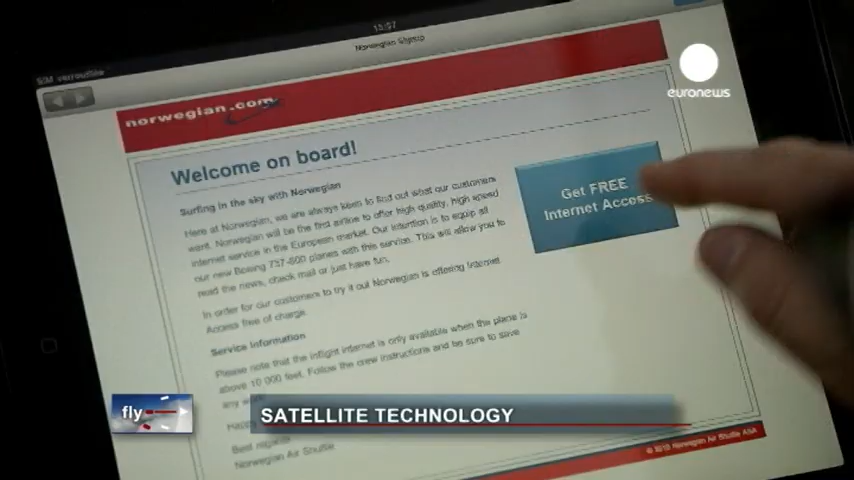 SIM verrouillée
15:07
Norwegian Signup
norwegian.com
euronews
Welcome on board!
Get FREE
Internet Access
Surfing in the sky with Norwegian
Here at Norwegian, we are always keen to find out what our customers
want. Norwegian will be the first airline to offer high quality, high speed
internet service in the European market. Our intention is to equip all
our new Boeing 737-800 planes with this service. This will allow you to
read the news, check mail or just have fun.
In order for our customers to try it out Norwegian is offering Internet
Access free of charge.
Service Information
Please note that the inflight internet is only available when the plane is
above 10 000 feet. Follow the crew instructions and be sure to save
any
Happy
Best regards
Norwegian Air Shuttle
© 2010 Norwegian Air Shuttle ASA
fly
SATELLITE TECHNOLOGY